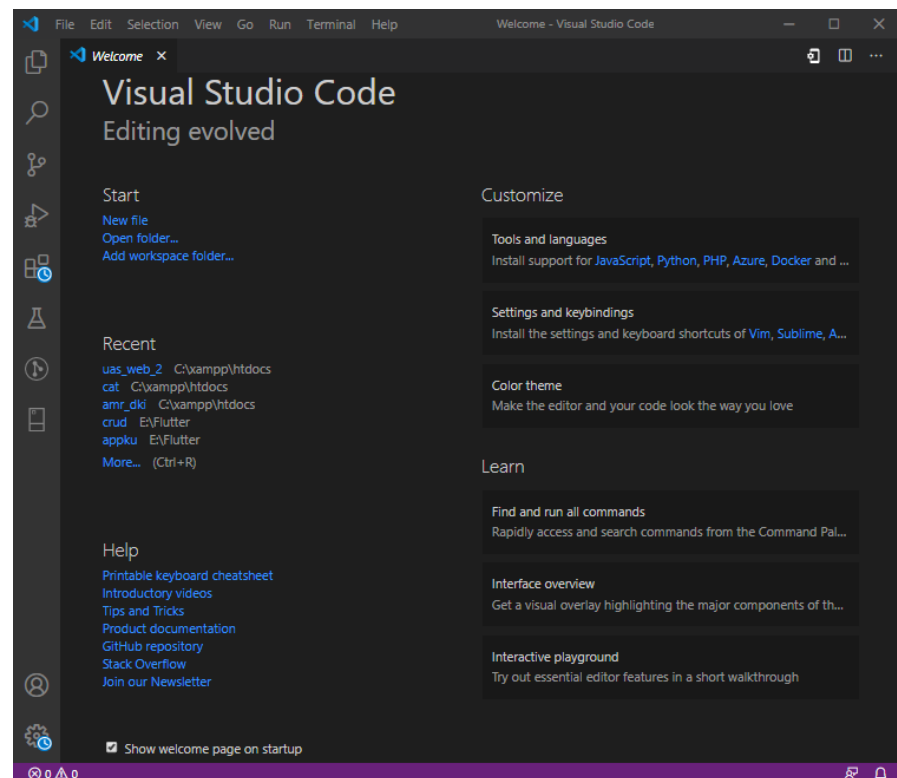 File Edit Selection View Go Run Terminal Help Welcome - Visual Studio Code
Welcome
Visual Studio Code
Editing evolved
Start
New file
Open folder...
Add workspace folder...
Recent
uas_web_2 C:\xampp\htdocs
cat C:\xampp\htdocs
amr_dki C:\xampp\htdocs
crud E:\Flutter
appku E:\Flutter
More... (Ctrl+R)
Help
Printable keyboard cheatsheet
Introductory videos
Tips and Tricks
Product documentation
GitHub repository
Stack Overflow
Join our Newsletter
Show welcome page on startup
Customize
Tools and languages
Install support for JavaScript, Python, PHP, Azure, Docker and ...
Settings and keybindings
Install the settings and keyboard shortcuts of Vim, Sublime, A...
Color theme
Make the editor and your code look the way you love
Learn
Find and run all commands
Rapidly access and search commands from the Command Pal...
Interface overview
Get a visual overlay highlighting the major components of th...
Interactive playground
Try out essential editor features in a short walkthrough
0 0